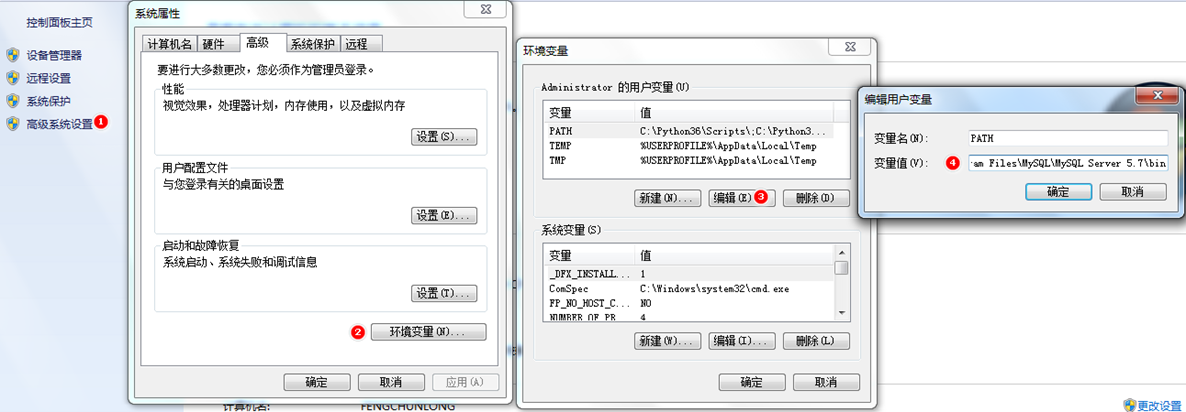 控制面板主页
设备管理器
远程设置
系统保护
高级系统设置 1
系统属性
计算机名 硬件 高级 系统保护 远程
要进行大多数更改，您必须作为管理员登录。
性能
视觉效果，处理器计划，内存使用，以及虚拟内存
设置(S)...
用户配置文件
与您登录有关的桌面设置
设置(E)...
启动和故障恢复
系统启动、系统失败和调试信息
设置(T)...
2 环境变量(N)...
确定 取消 应用(A)
环境变量
Administrator 的用户变量(U)
变量 值
PATH C:\Python36\Scripts\;C:\Python3...
TEMP %USERPROFILE%\AppData\Local\Temp
TMP %USERPROFILE%\AppData\Local\Temp
新建(N)... 编辑(E) 3 删除(D)
系统变量(S)
变量 值
_DFX_INSTALL... 1
ComSpec C:\Windows\system32\cmd.exe
FP_NO_HOST_C... NO
NUMBER_OF_PR 4
新建(W)... 编辑(I)... 删除(L)
确定 取消
编辑用户变量
变量名(N): PATH
变量值(V): 4 am Files\MySQL\MySQL Server 5.7\bin
确定 取消
计算机名: FENGCHUNLONG
更改设置